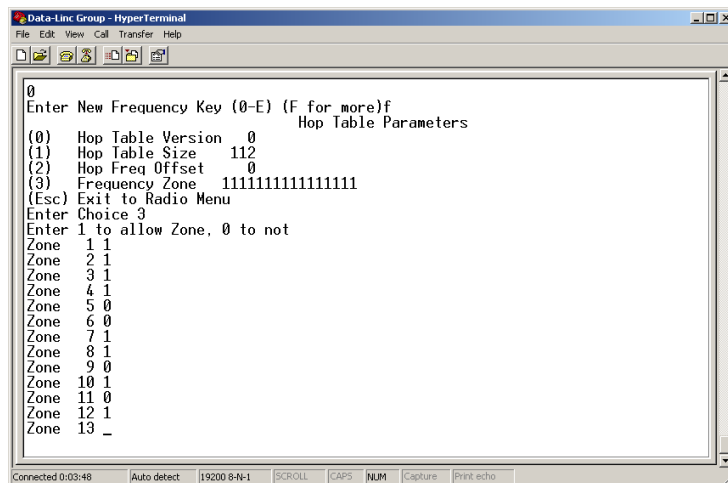 Data-Linc Group - HyperTerminal
File Edit View Call Transfer Help
0
Enter New Frequency Key (0-E) (F for more)f
Hop Table Parameters
(0) Hop Table Version 0
(1) Hop Table Size 112
(2) Hop Freq Offset 0
(3) Frequency Zone 1111111111111111
(Esc) Exit to Radio Menu
Enter Choice 3
Enter 1 to allow Zone, 0 to not
Zone 1 1
Zone 2 1
Zone 3 1
Zone 4 1
Zone 5 0
Zone 6 0
Zone 7 1
Zone 8 1
Zone 9 0
Zone 10 1
Zone 11 0
Zone 12 1
Zone 13 _
Connected 0:03:48 Auto detect 19200 8-N-1 SCROLL CAPS NUM Capture Print echo